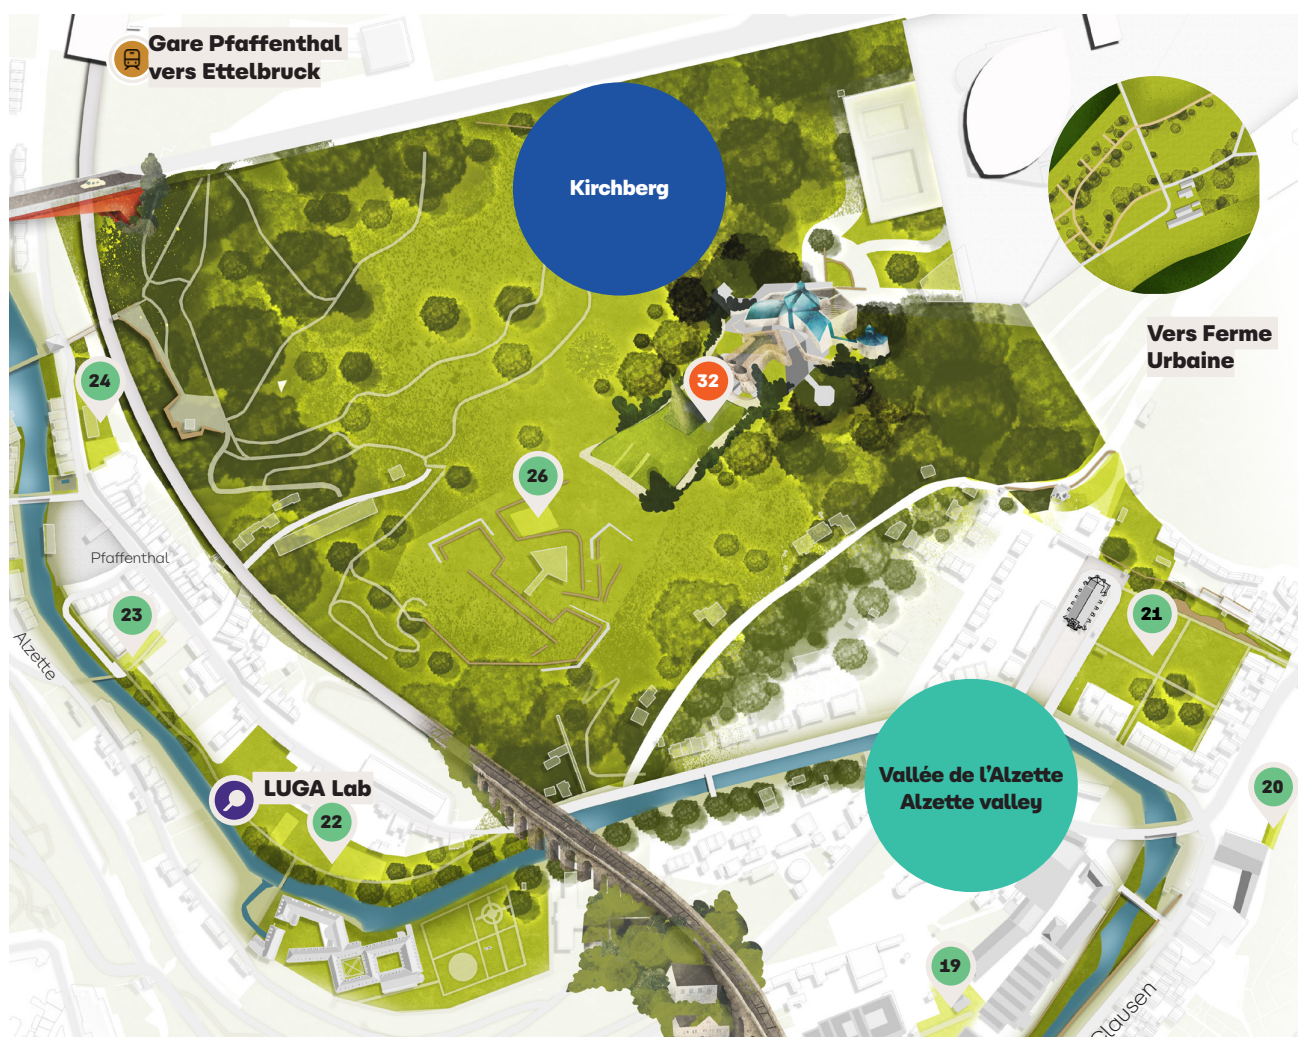 Gare Pfaffenthal
vers Ettelbruck
Kirchberg
Vers Ferme
Urbaine
24
32
26
Pfaffenthal
23
21
Alzette
LUGA Lab
22
Vallée de l'Alzette
Alzette valley
20
19
Clausen